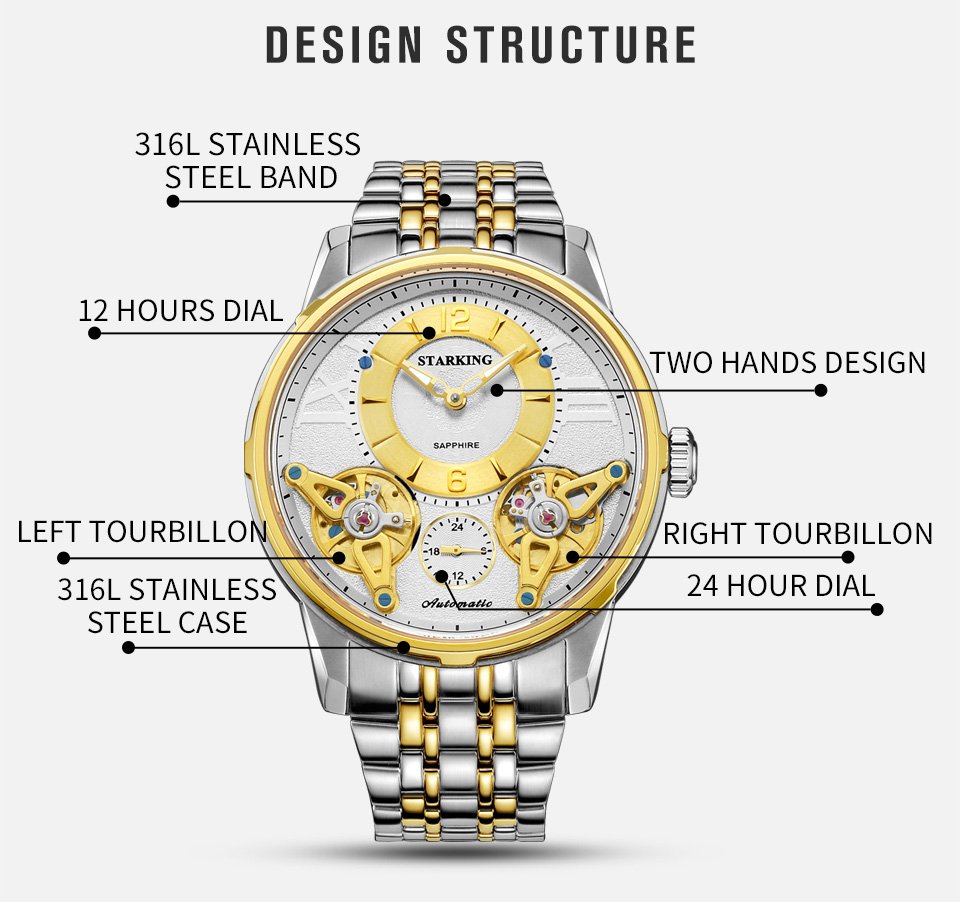 DESIGN STRUCTURE
316L STAINLESS
STEEL BAND
12 HOURS DIAL
12
STARKING
TWO HANDS DESIGN
SAPPHIRE
6
LEFT TOURBILLON
24
18
6
12
RIGHT TOURBILLON
316L STAINLESS
STEEL CASE
24 HOUR DIAL
Automatic